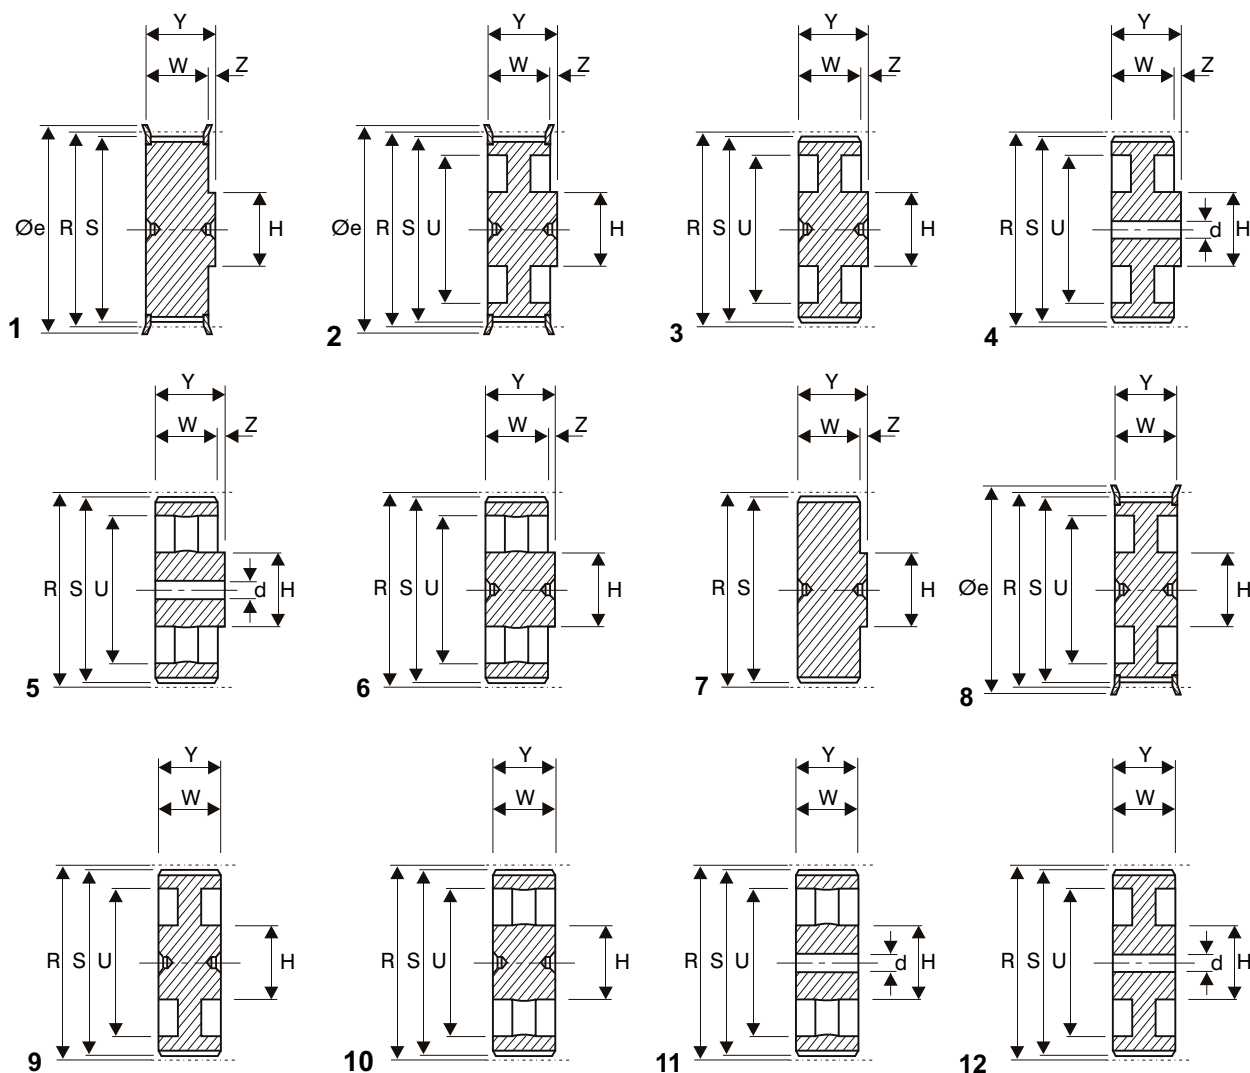 Y Y Y Y
W Z W Z W Z W Z
Øe R S H Øe R S U H R S U H R S U d H
1 2 3 4
Y Y Y Y
W Z W Z W Z W
R S U d H R S U H R S H Øe R S U H
5 6 7 8
Y Y Y Y
W W W W
R S U H R S U H R S U d H R S U d H
9 10 11 12